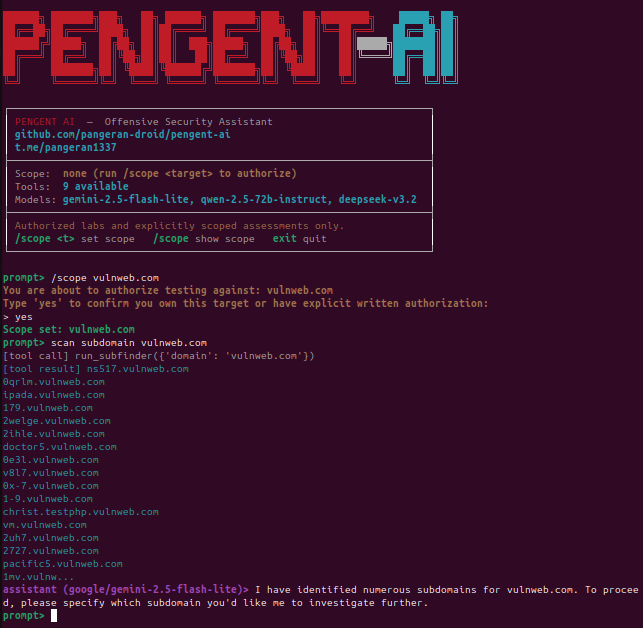 PENGENT-AI
PENGENT AI — Offensive Security Assistant
github.com/pangeran-droid/pengent-ai
t.me/pangeran1337
Scope: none (run /scope <target> to authorize)
Tools: 9 available
Models: gemini-2.5-flash-lite, qwen-2.5-72b-instruct, deepseek-v3.2
Authorized labs and explicitly scoped assessments only.
/scope <t> set scope /scope show scope exit quit
prompt> /scope vulnweb.com
You are about to authorize testing against: vulnweb.com
Type 'yes' to confirm you own this target or have explicit written authorization:
> yes
Scope set: vulnweb.com
prompt> scan subdomain vulnweb.com
[tool call] run_subfinder({'domain': 'vulnweb.com'})
[tool result] ns517.vulnweb.com
0qrlm.vulnweb.com
ipada.vulnweb.com
179.vulnweb.com
2welge.vulnweb.com
2ihle.vulnweb.com
doctor5.vulnweb.com
0e3l.vulnweb.com
v8l7.vulnweb.com
0x-7.vulnweb.com
1-9.vulnweb.com
christ.testphp.vulnweb.com
vm.vulnweb.com
2uh7.vulnweb.com
2727.vulnweb.com
pacific5.vulnweb.com
1mv.vulnw...
assistant (google/gemini-2.5-flash-lite)> I have identified numerous subdomains for vulnweb.com. To procee
d, please specify which subdomain you'd like me to investigate further.
prompt>